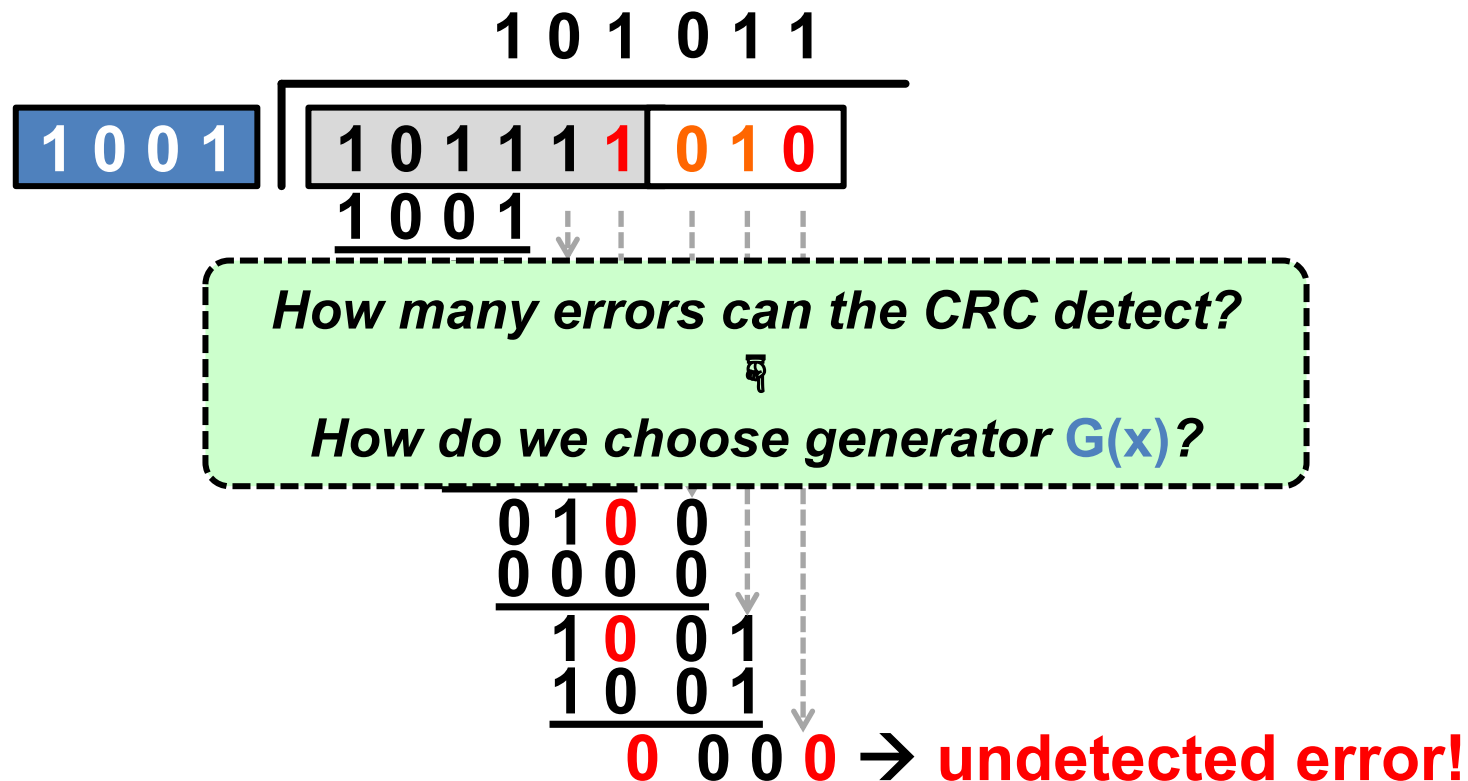 1 0 1 0 1 1
1 0 0 1 1 0 1 1 1 1 0 1 0
1 0 0 1
How many errors can the CRC detect?
☟
How do we choose generator G(x)?
0 1 0 0
0 0 0 0
1 0 0 1
1 0 0 1
0 0 0 0 → undetected error!